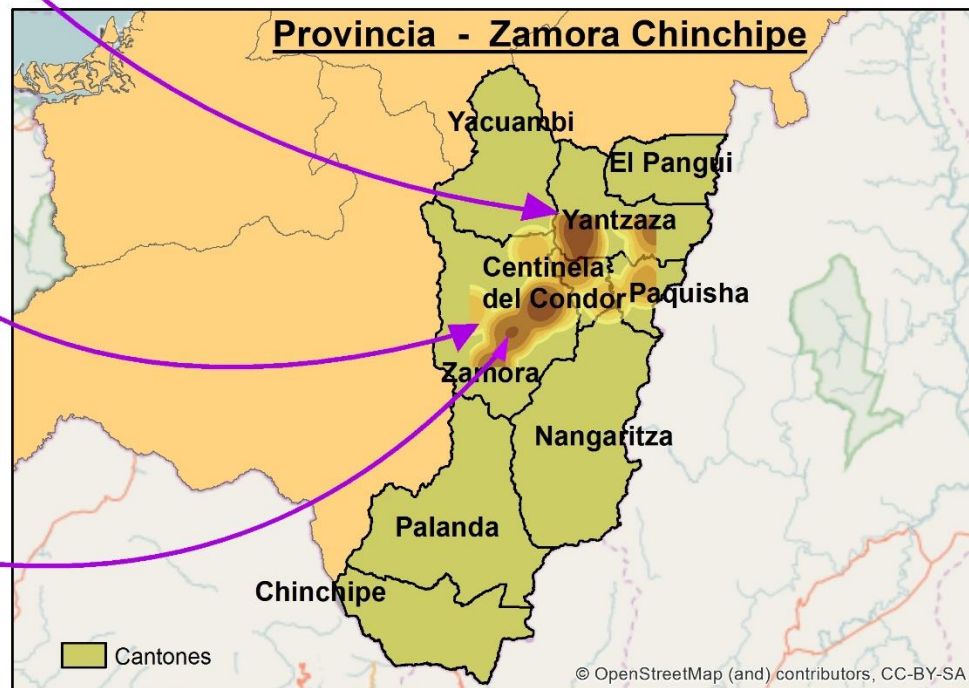 Provincia - Zamora Chinchipe
Yacuambi
El Pangui
Yantzaza
Centinela
del Condor
Paquisha
Zamora
Nangaritza
Palanda
Chinchipe
Cantones
© OpenStreetMap (and) contributors, CC-BY-SA